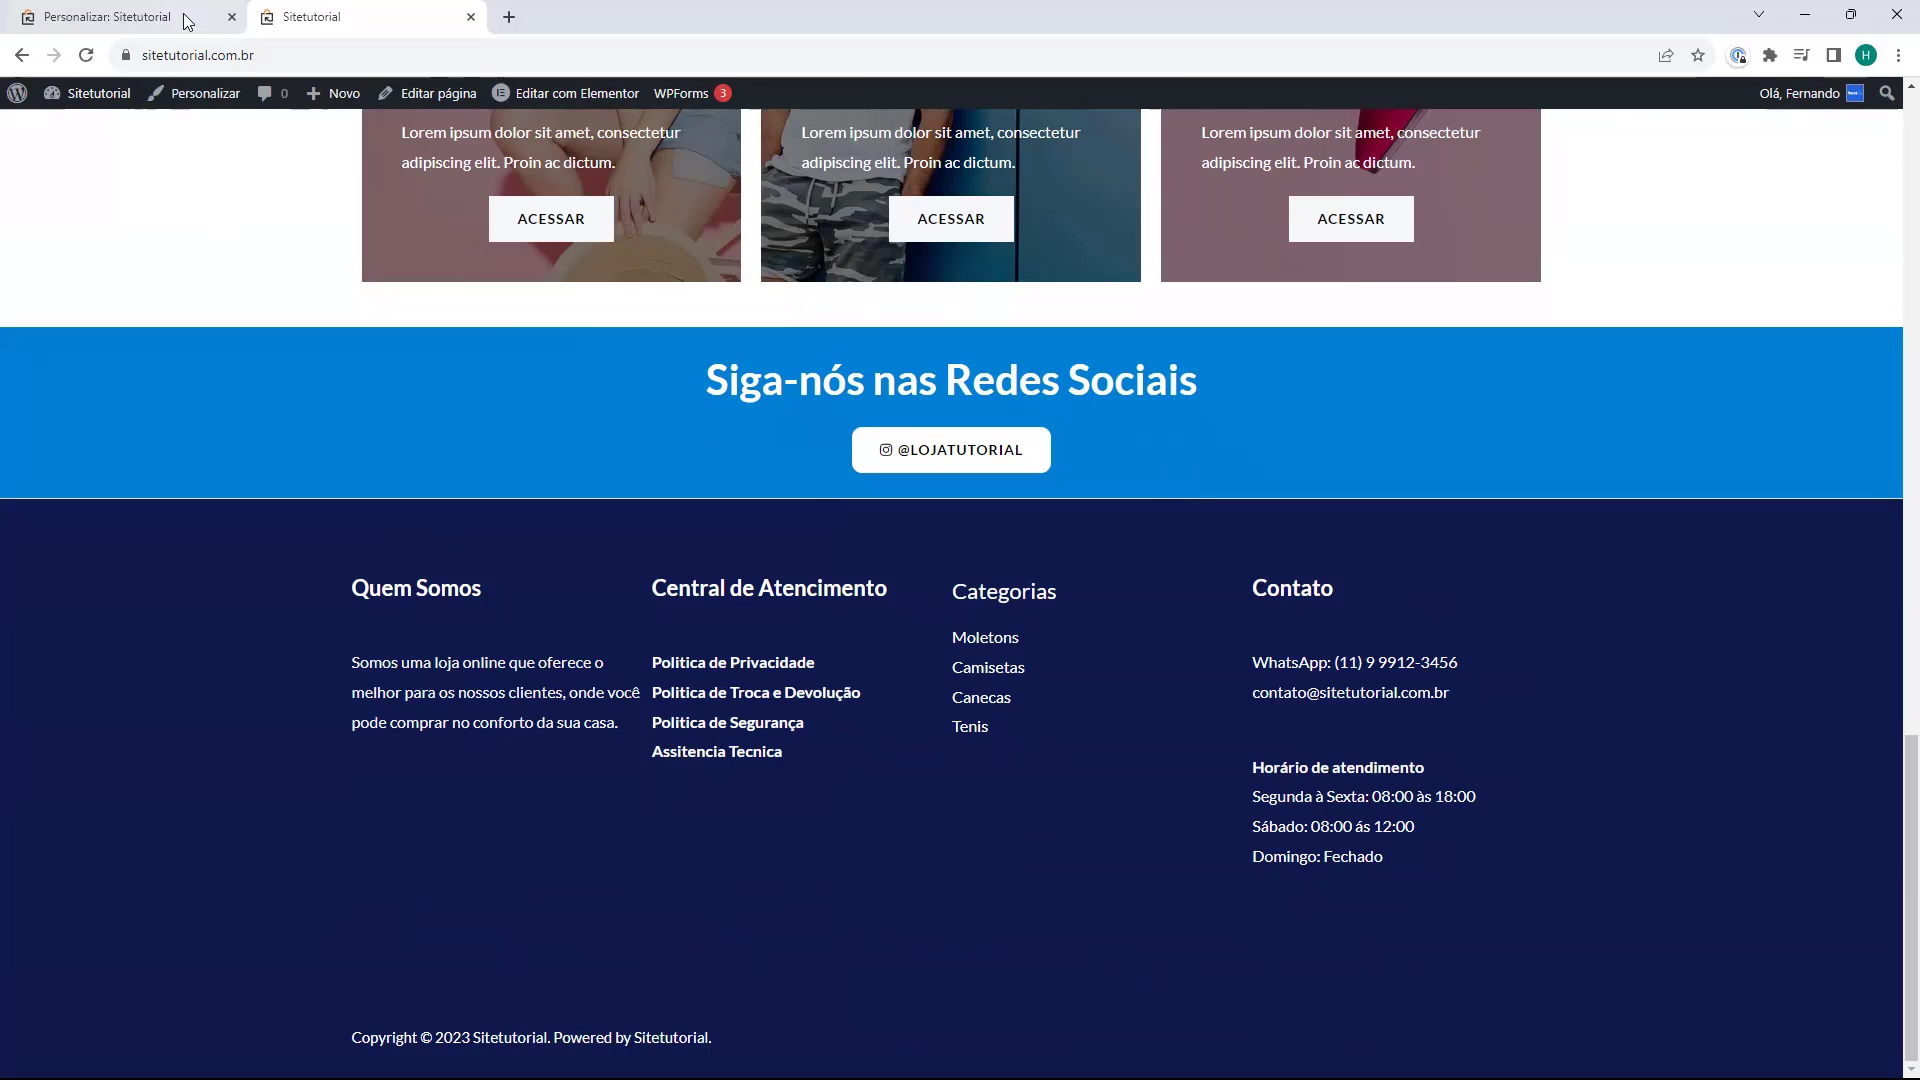 Personalizar: Sitetutorial
Sitetutorial
sitetutorial.com.br
H
Sitetutorial
Personalizar
0
Novo
Editar página
Editar com Elementor
WPForms
3
Olá, Fernando
Lorem ipsum dolor sit amet, consectetur
adipiscing elit. Proin ac dictum.
ACESSAR
Lorem ipsum dolor sit amet, consectetur
adipiscing elit. Proin ac dictum.
ACESSAR
Lorem ipsum dolor sit amet, consectetur
adipiscing elit. Proin ac dictum.
ACESSAR
Siga-nós nas Redes Sociais
@LOJATUTORIAL
Quem Somos
Somos uma loja online que oferece o
melhor para os nossos clientes, onde você
pode comprar no conforto da sua casa.
Central de Atencimento
Politica de Privacidade
Politica de Troca e Devolução
Politica de Segurança
Assitencia Tecnica
Categorias
Moletons
Camisetas
Canecas
Tenis
Contato
WhatsApp: (11) 9 9912-3456
contato@sitetutorial.com.br
Horário de atendimento
Segunda à Sexta: 08:00 às 18:00
Sábado: 08:00 ás 12:00
Domingo: Fechado
Copyright © 2023 Sitetutorial. Powered by Sitetutorial.